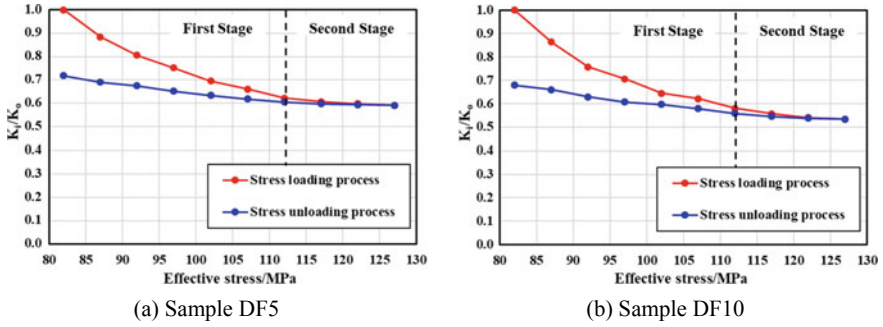 First Stage
Second Stage
Ki/Ko
1.0
0.9
0.8
0.7
0.6
0.5
0.4
0.3
0.2
0.1
0.0
Stress loading process
Stress unloading process
80 85 90 95 100 105 110 115 120 125 130
Effective stress/MPa
(a) Sample DF5
First Stage
Second Stage
Ki/Ko
1.0
0.9
0.8
0.7
0.6
0.5
0.4
0.3
0.2
0.1
0.0
Stress loading process
Stress unloading process
80 85 90 95 100 105 110 115 120 125 130
Effective stress/MPa
(b) Sample DF10